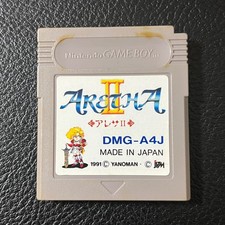 Nintendo GAME BOY
II
ARETHA
アレサII
DMG-A4J
MADE IN JAPAN
1991 © YANOMAN